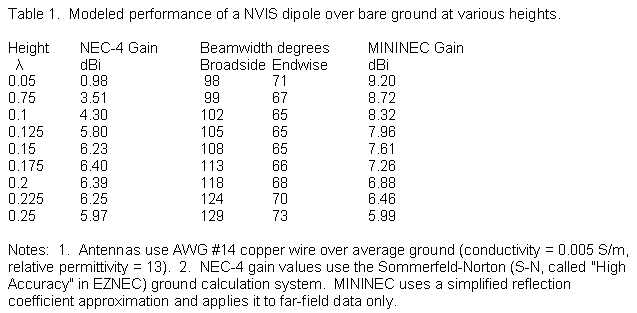 Table 1.  Modeled performance of a NVIS dipole over bare ground at various heights.
Height NEC-4 Gain Beamwidth degrees MININEC Gain
λ dBi Broadside Endwise dBi
0.05 0.98 98 71 9.20
0.75 3.51 99 67 8.72
0.1 4.30 102 65 8.32
0.125 5.80 105 65 7.96
0.15 6.23 108 65 7.61
0.175 6.40 113 66 7.26
0.2 6.39 118 68 6.88
0.225 6.25 124 70 6.46
0.25 5.97 129 73 5.99
Notes:  1.  Antennas use AWG #14 copper wire over average ground (conductivity = 0.005 S/m,
relative permittivity = 13).  2.  NEC-4 gain values use the Sommerfeld-Norton (S-N, called "High
Accuracy" in EZNEC) ground calculation system.  MININEC uses a simplified reflection
coefficient approximation and applies it to far-field data only.